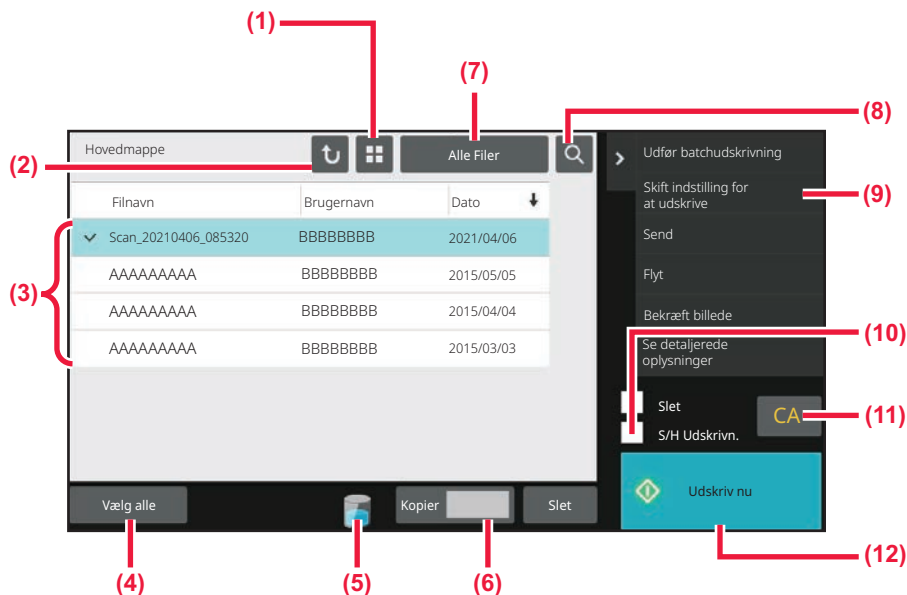 (1)
(7)
(8)
Hovedmappe
Alle Filer
Udfør batchudskrivning
(2)
Filnavn Brugernavn Dato
Skift indstilling for
at udskrive
(9)
Scan_20210406_085320 BBBBBBBB 2021/04/06
Send
AAAAAAAAA BBBBBBBB 2015/05/05
Flyt
(3)
AAAAAAAAA BBBBBBBB 2015/04/04
Bekræft billede
(10)
AAAAAAAAA BBBBBBBB 2015/03/03
Se detaljerede
oplysninger
Slet
CA
(11)
S/H Udskrivn.
Vælg alle
Kopier
Slet
Udskriv nu
(12)
(4)
(5)
(6)